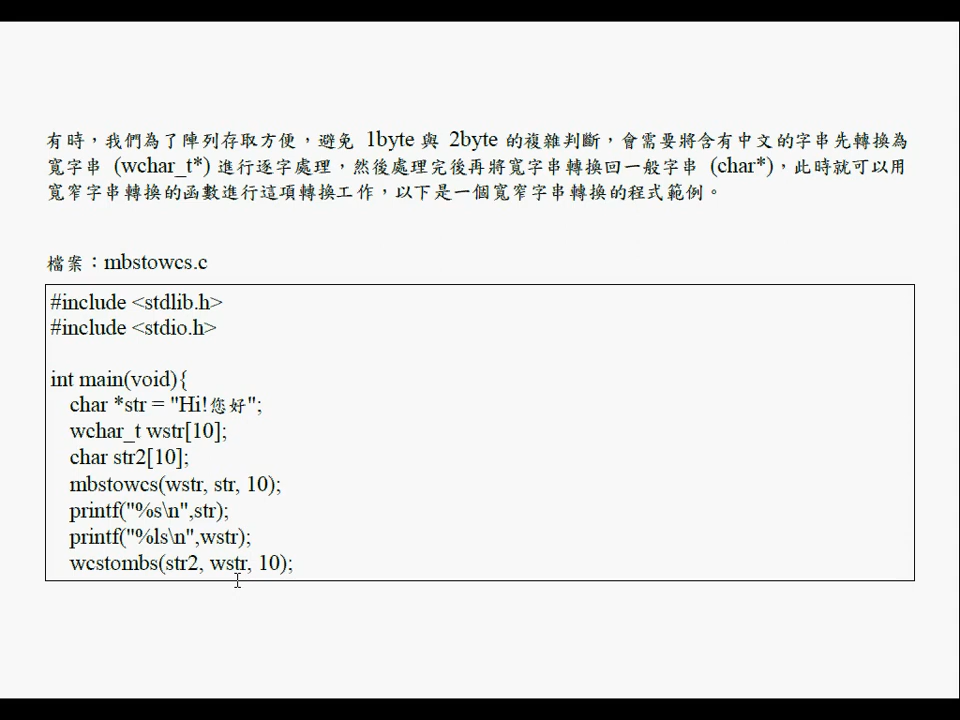 有時，我們為了陣列存取方便，避免 1byte 與 2byte 的複雜判斷，會需要將含有中文的字串先轉換為
寬字串 (wchar_t*) 進行逐字處理，然後處理完後再將寬字串轉換回一般字串 (char*)，此時就可以用
寬窄字串轉換的函數進行這項轉換工作，以下是一個寬窄字串轉換的程式範例。
檔案：mbstowcs.c
#include <stdlib.h>
#include <stdio.h>
int main(void){
char *str = "Hi!您好";
wchar_t wstr[10];
char str2[10];
mbstowcs(wstr, str, 10);
printf("%s\n",str);
printf("%ls\n",wstr);
wcstombs(str2, wstr, 10);